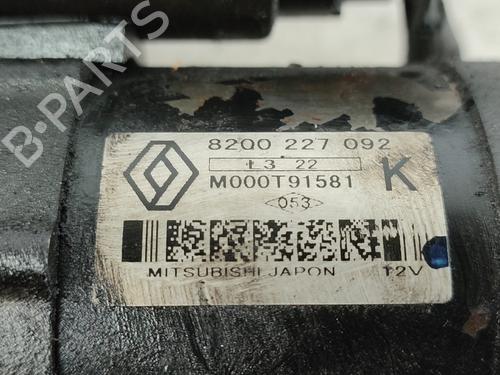 B-PARTS
8200 227 092
L3 22
M000T91581 K
053
MITSUBISHI JAPON 12V